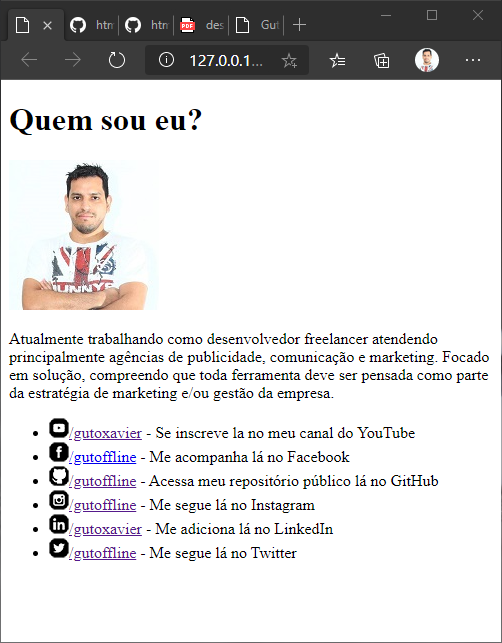 htm
htm
PDF
des
Gut
127.0.0.1...
Quem sou eu?
HUNNYS
Atualmente trabalhando como desenvolvedor freelancer atendendo
principalmente agências de publicidade, comunicação e marketing. Focado
em solução, compreendo que toda ferramenta deve ser pensada como parte
da estratégia de marketing e/ou gestão da empresa.
/gutoxavier - Se inscreve la no meu canal do YouTube
/gutoffline - Me acompanha lá no Facebook
/gutoffline - Acessa meu repositório público lá no GitHub
/gutoffline - Me segue lá no Instagram
/gutoxavier - Me adiciona lá no LinkedIn
/gutoffline - Me segue lá no Twitter